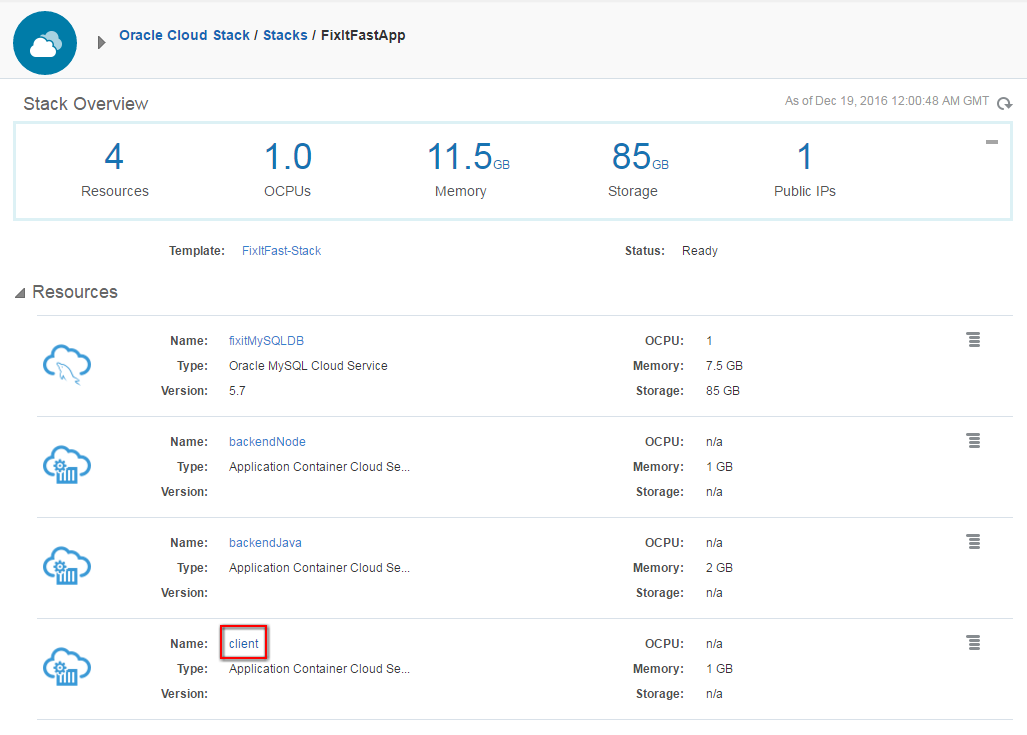 Oracle Cloud Stack / Stacks / FixItFastApp
Stack Overview
As of Dec 19, 2016 12:00:48 AM GMT
4 1.0 11.5GB 85GB 1
Resources OCPUs Memory Storage Public IPs
Template: FixItFast-Stack Status: Ready
Resources
Name: fixitMySQLDB OCPU: 1
Type: Oracle MySQL Cloud Service Memory: 7.5 GB
Version: 5.7 Storage: 85 GB
Name: backendNode OCPU: n/a
Type: Application Container Cloud Se... Memory: 1 GB
Version: Storage: n/a
Name: backendJava OCPU: n/a
Type: Application Container Cloud Se... Memory: 2 GB
Version: Storage: n/a
Name: client OCPU: n/a
Type: Application Container Cloud Se... Memory: 1 GB
Version: Storage: n/a